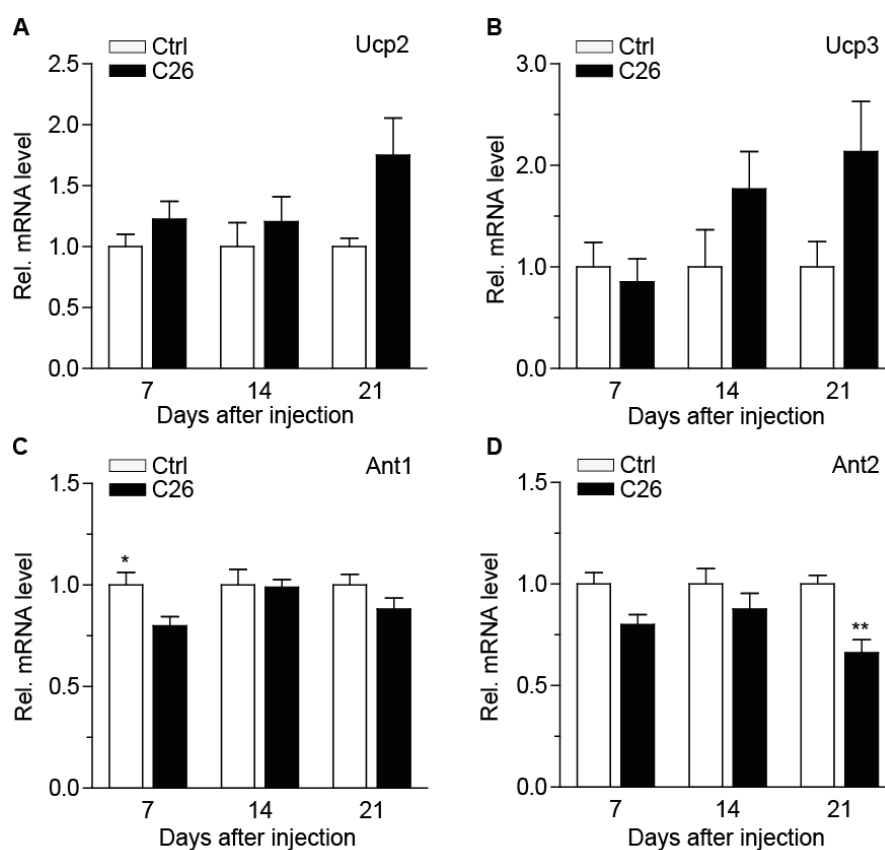 A
Ctrl
C26
Ucp2
Rel. mRNA level
2.5
2.0
1.5
1.0
0.5
0.0
7 14 21
Days after injection
B
Ctrl
C26
Ucp3
Rel. mRNA level
3.0
2.0
1.0
0.0
7 14 21
Days after injection
C
Ctrl
C26
Ant1
Rel. mRNA level
1.5
1.0
0.5
0.0
*
7 14 21
Days after injection
D
Ctrl
C26
Ant2
Rel. mRNA level
1.5
1.0
0.5
0.0
**
7 14 21
Days after injection